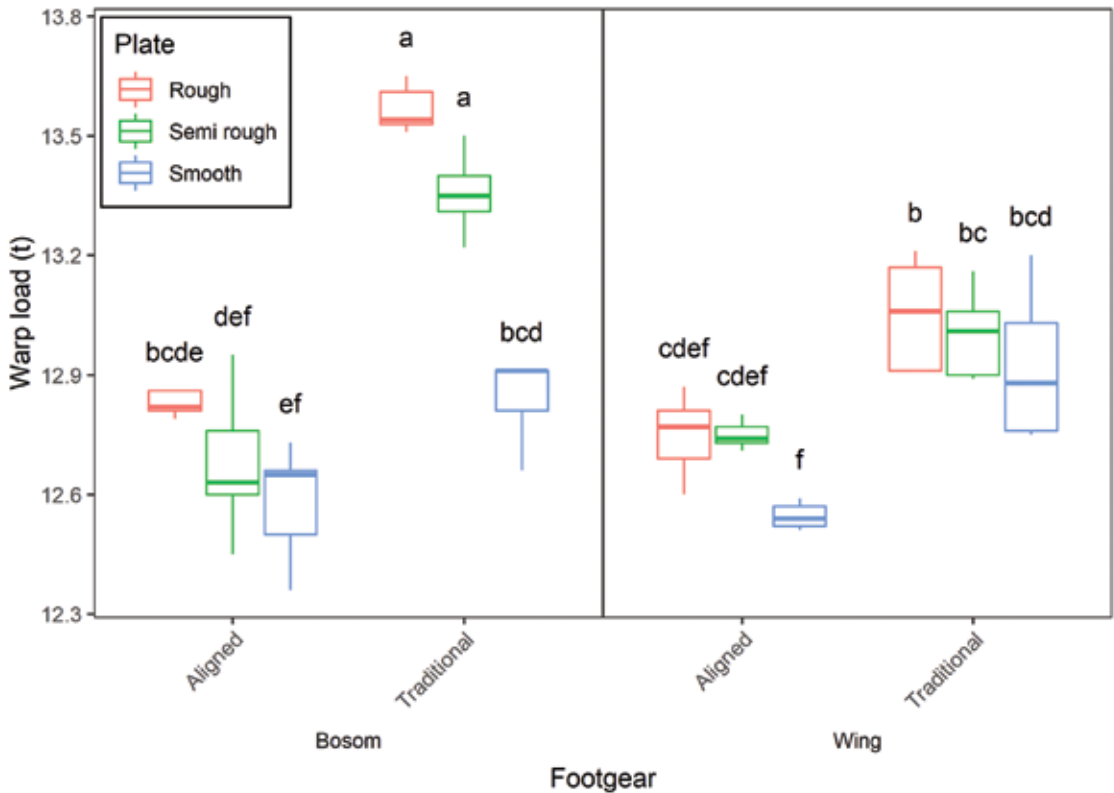 Plate
Rough
Semi rough
Smooth
Warp load (t)
13.8
13.5
13.2
12.9
12.6
12.3
a
a
bcde
def
ef
bcd
b
bc
bcd
cdef
cdef
f
Aligned
Traditional
Aligned
Traditional
Bosom
Wing
Footgear